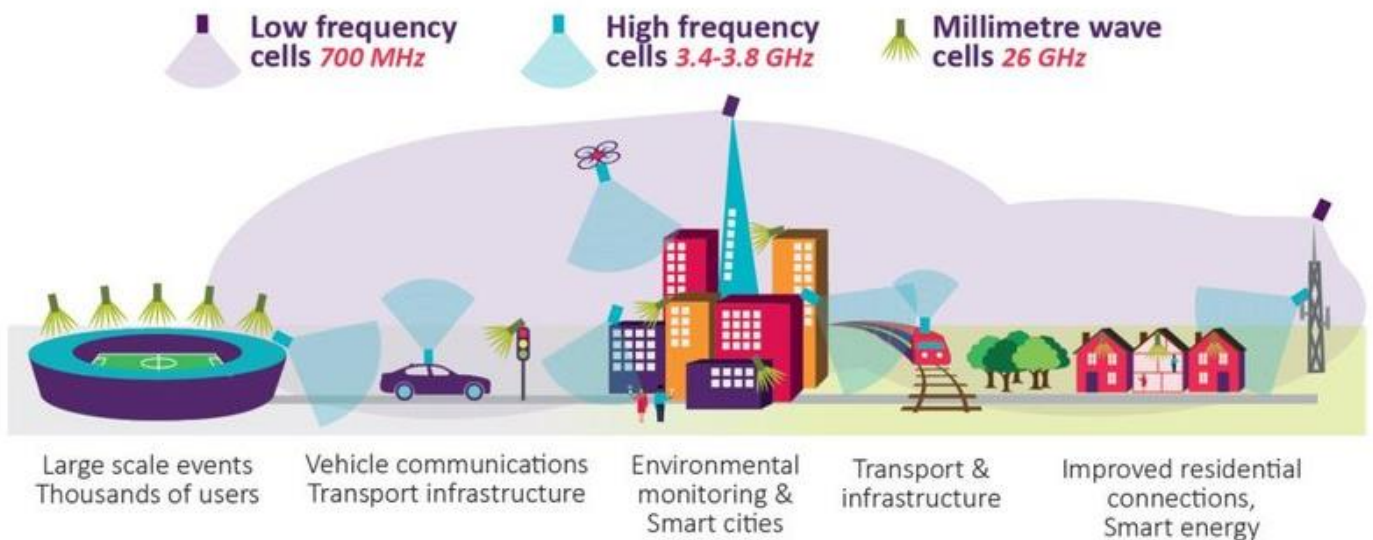 Low frequency
cells 700 MHz
High frequency
cells 3.4-3.8 GHz
Millimetre wave
cells 26 GHz
Large scale events
Thousands of users
Vehicle communications
Transport infrastructure
Environmental
monitoring &
Smart cities
Transport &
infrastructure
Improved residential
connections,
Smart energy